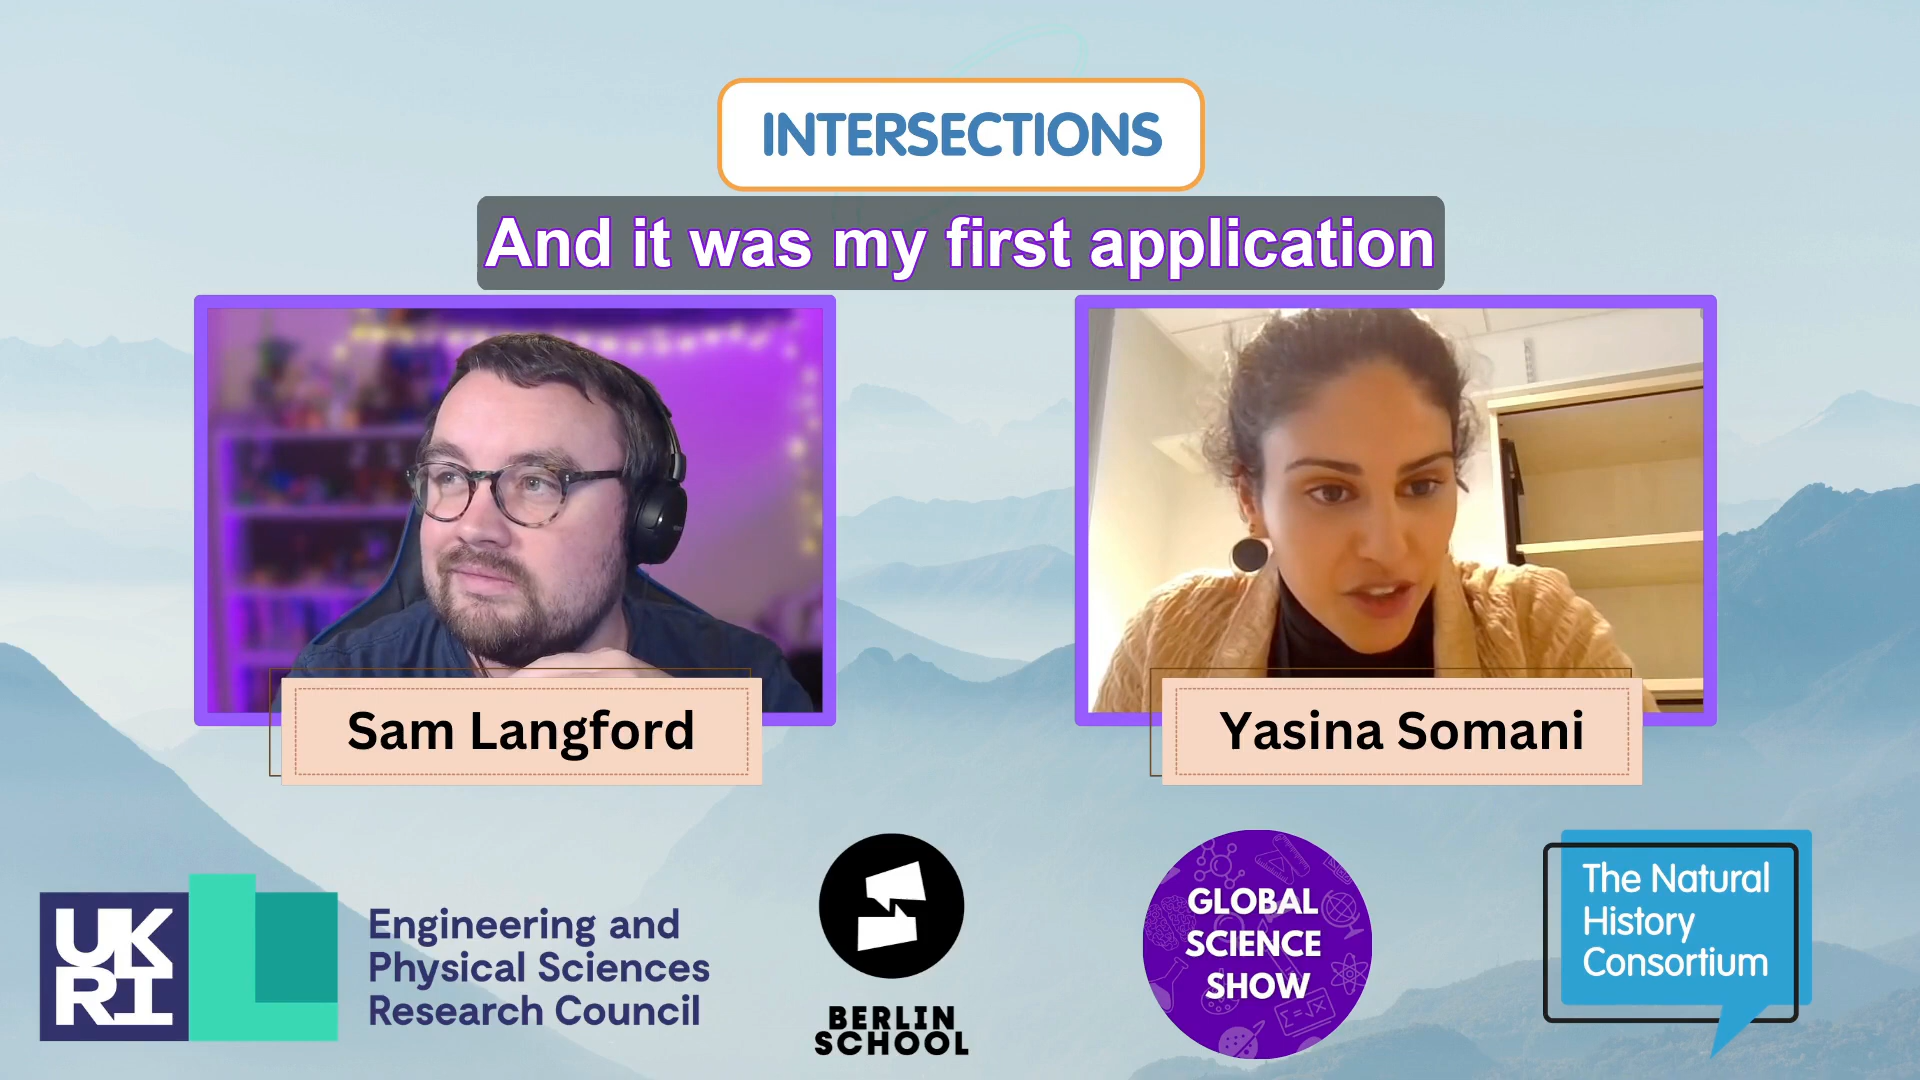 INTERSECTIONS
And it was my first application
Sam Langford
Yasina Somani
UK
RI
Engineering and
Physical Sciences
Research Council
BERLIN
SCHOOL
GLOBAL
SCIENCE
SHOW
The Natural
History
Consortium